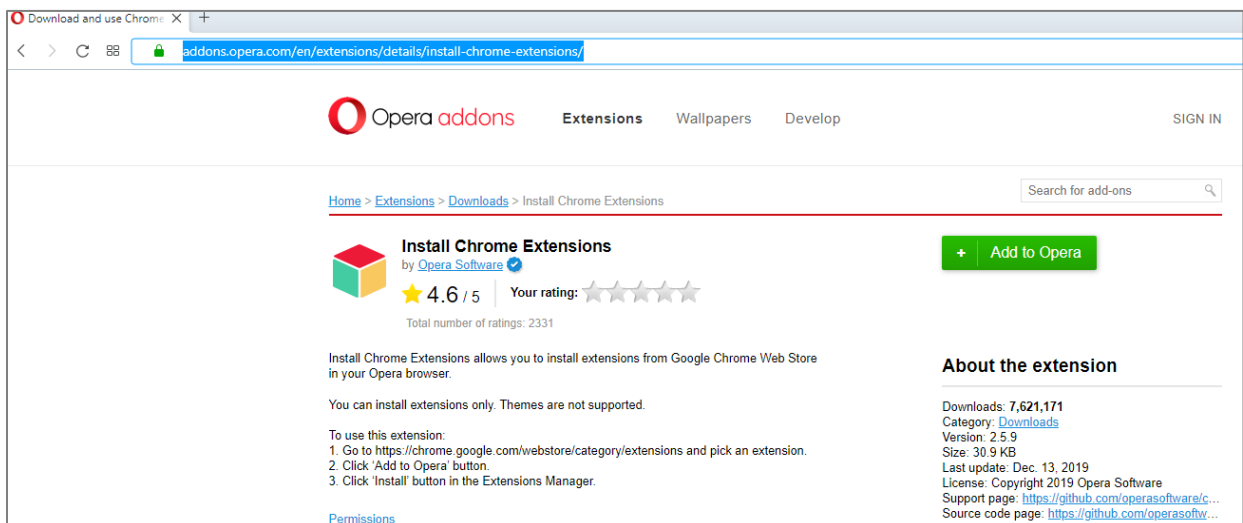 Download and use Chrome
addons.opera.com/en/extensions/details/install-chrome-extensions/
Opera addons
Extensions
Wallpapers
Develop
SIGN IN
Home > Extensions > Downloads > Install Chrome Extensions
Search for add-ons
Install Chrome Extensions
by Opera Software
4.6 / 5
Your rating:
Total number of ratings: 2331
+ Add to Opera
Install Chrome Extensions allows you to install extensions from Google Chrome Web Store
in your Opera browser.
You can install extensions only. Themes are not supported.
To use this extension:
1. Go to https://chrome.google.com/webstore/category/extensions and pick an extension.
2. Click 'Add to Opera' button.
3. Click 'Install' button in the Extensions Manager.
Permissions
About the extension
Downloads: 7,621,171
Category: Downloads
Version: 2.5.9
Size: 30.9 KB
Last update: Dec. 13, 2019
License: Copyright 2019 Opera Software
Support page: https://github.com/operasoftware/c...
Source code page: https://github.com/operasoftw...